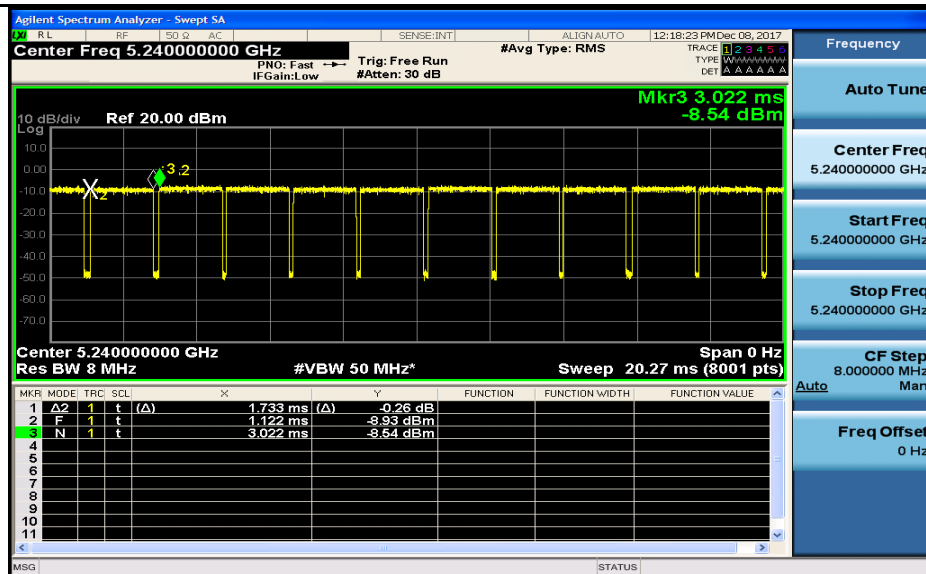 Agilent Spectrum Analyzer - Swept SA
LXI RL RF 50 Ω AC SENSE:INT ALIGN AUTO 12:18:23 PM Dec 08, 2017
Center Freq 5.240000000 GHz
PNO: Fast
IFGain:Low
Trig: Free Run
#Atten: 30 dB
#Avg Type: RMS
TRACE 1 2 3 4 5 6
TYPE W
DET A A A A A A
Mkr3 3.022 ms
-8.54 dBm
10 dB/div Ref 20.00 dBm
Log
10.0
0.00
-10.0
-20.0
-30.0
-40.0
-50.0
-60.0
-70.0
X2
3.2
Center 5.240000000 GHz Span 0 Hz
Res BW 8 MHz #VBW 50 MHz* Sweep 20.27 ms (8001 pts)
MKR MODE TRC SCL X Y FUNCTION FUNCTION WIDTH FUNCTION VALUE
1 Δ2 1 t (Δ) 1.733 ms (Δ) -0.26 dB
2 F 1 t 1.122 ms -8.93 dBm
3 N 1 t 3.022 ms -8.54 dBm
4
5
6
7
8
9
10
11
MSG STATUS
Frequency
Auto Tune
Center Freq
5.240000000 GHz
Start Freq
5.240000000 GHz
Stop Freq
5.240000000 GHz
CF Step
8.000000 MHz
Auto Man
Freq Offset
0 Hz